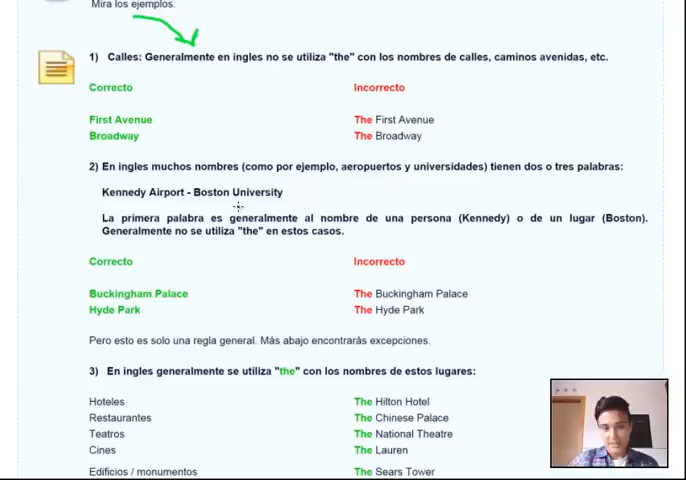 Mira los ejemplos.
1) Calles: Generalmente en ingles no se utiliza "the" con los nombres de calles, caminos avenidas, etc.
Correcto Incorrecto
First Avenue The First Avenue
Broadway The Broadway
2) En ingles muchos nombres (como por ejemplo, aeropuertos y universidades) tienen dos o tres palabras:
Kennedy Airport - Boston University
La primera palabra es generalmente al nombre de una persona (Kennedy) o de un lugar (Boston).
Generalmente no se utiliza "the" en estos casos.
Correcto Incorrecto
Buckingham Palace The Buckingham Palace
Hyde Park The Hyde Park
Pero esto es solo una regla general. Más abajo encontrarás excepciones.
3) En ingles generalmente se utiliza "the" con los nombres de estos lugares:
Hoteles The Hilton Hotel
Restaurantes The Chinese Palace
Teatros The National Theatre
Cines The Lauren
Edificios / monumentos The Sears Tower